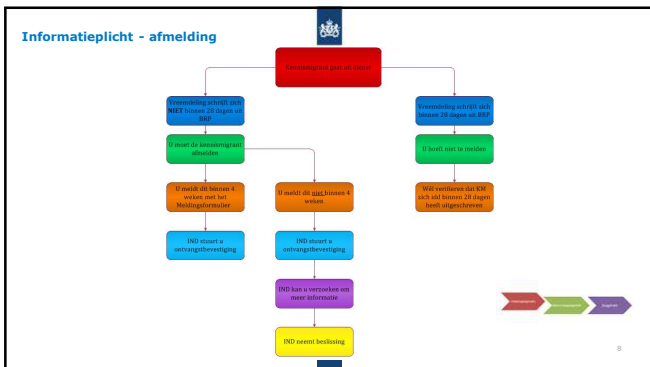 Informatieplicht - afmelding
Kennismigrant gaat uit dienst
Vreemdeling schrijft zich
NIET binnen 28 dagen uit
BRP
Vreemdeling schrijft zich
binnen 28 dagen uit BRP
U moet de kennismigrant
afmelden
U hoeft niet te melden
U meldt dit binnen 4
weken met het
Meldingsformulier
U meldt dit niet binnen 4
weken
Wél verifiëren dat KM
zich óók binnen 28 dagen
heeft uitgeschreven
IND stuurt u
ontvangstbevestiging
IND stuurt u
ontvangstbevestiging
IND kan u verzoeken om
meer informatie
IND neemt beslissing
8